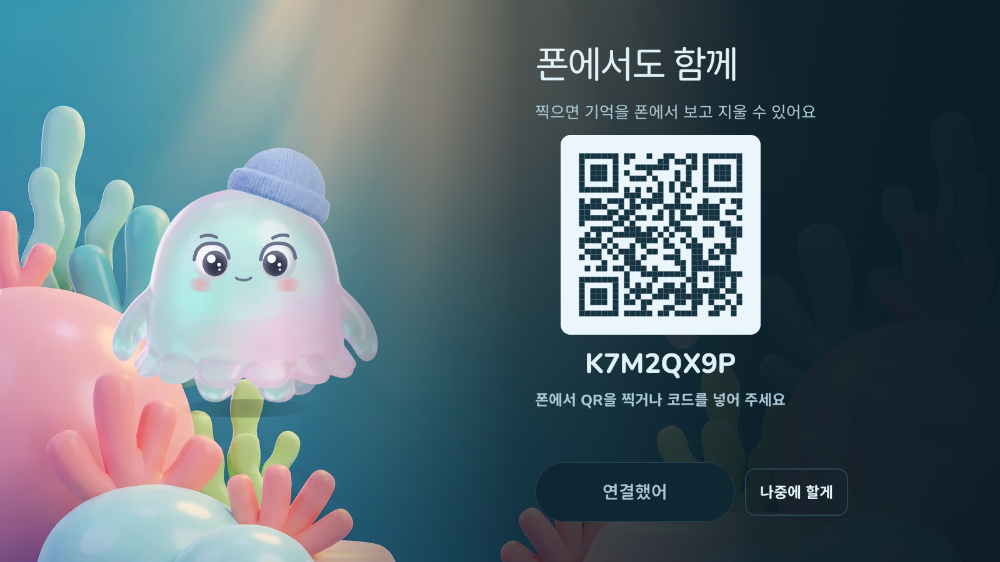 폰에서도 함께
찍으면 기억을 폰에서 보고 지울 수 있어요
K7M2QX9P
폰에서 QR을 찍거나 코드를 넣어 주세요
연결했어
나중에 할게